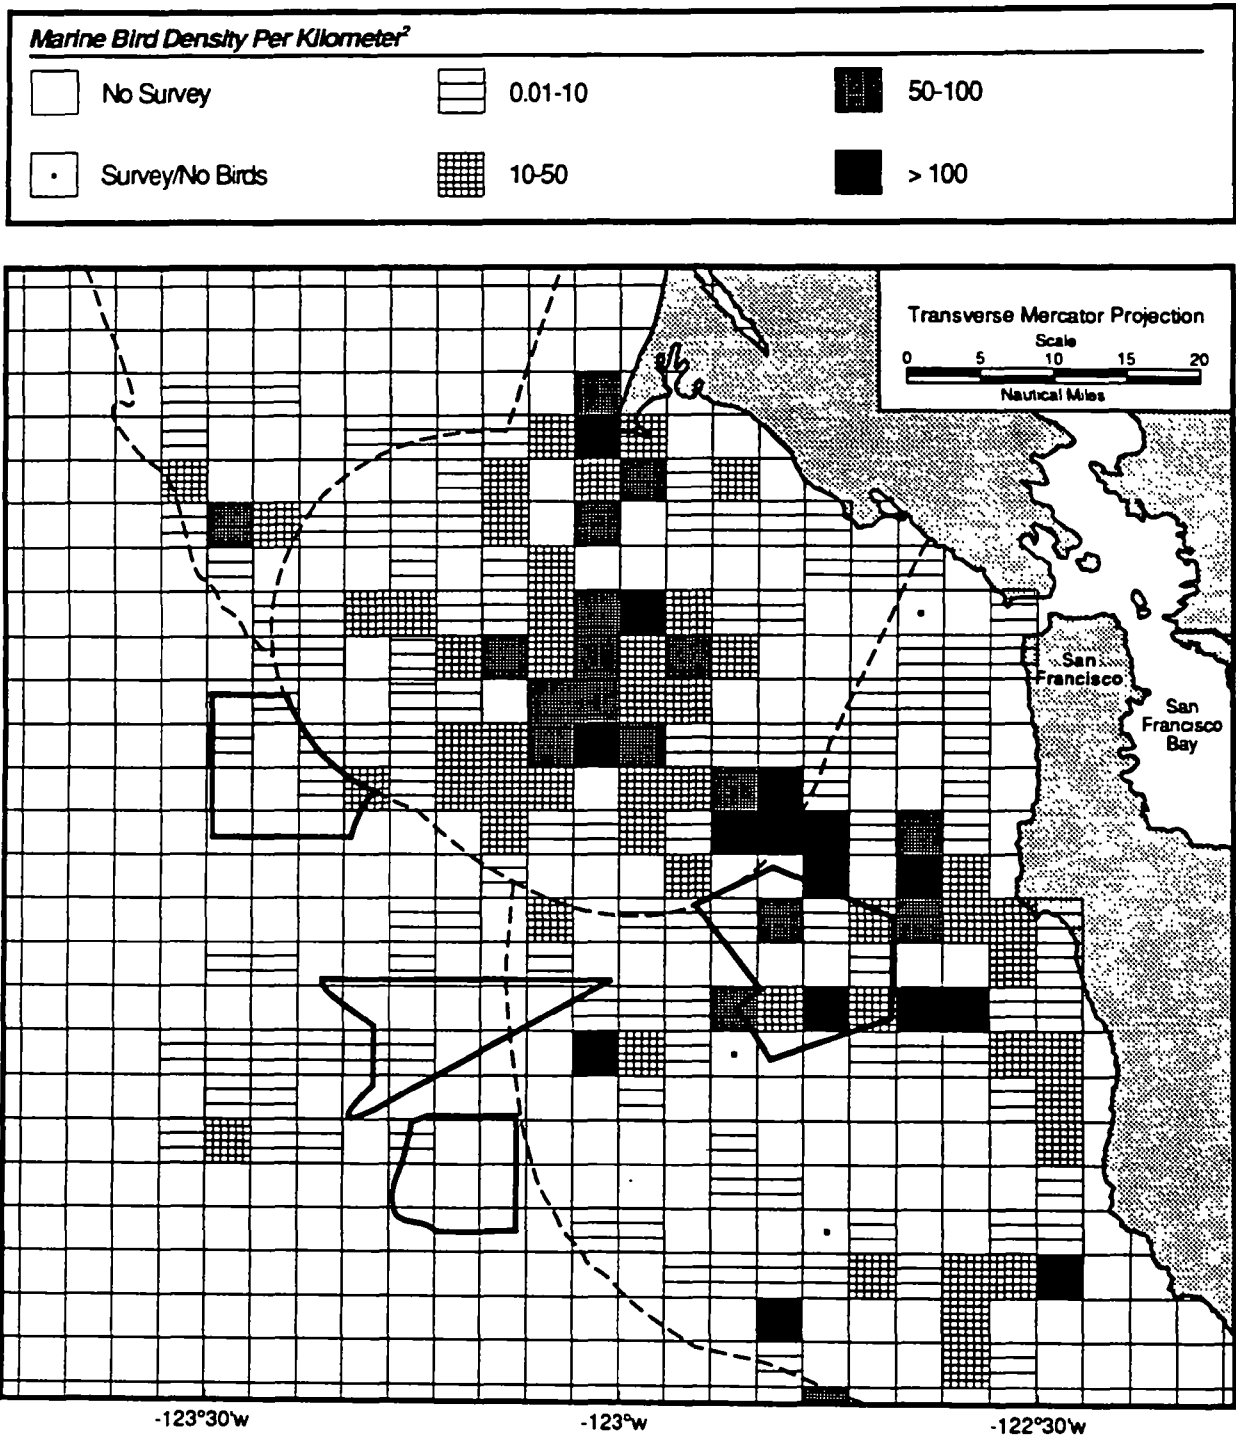 Marine Bird Density Per Kilometer²
No Survey
0.01-10
50-100
Survey/No Birds
10-50
> 100
Transverse Mercator Projection
Scale
0 5 10 15 20
Nautical Miles
San
Francisco
San
Francisco
Bay
-123°30'W
-123°W
-122°30'W